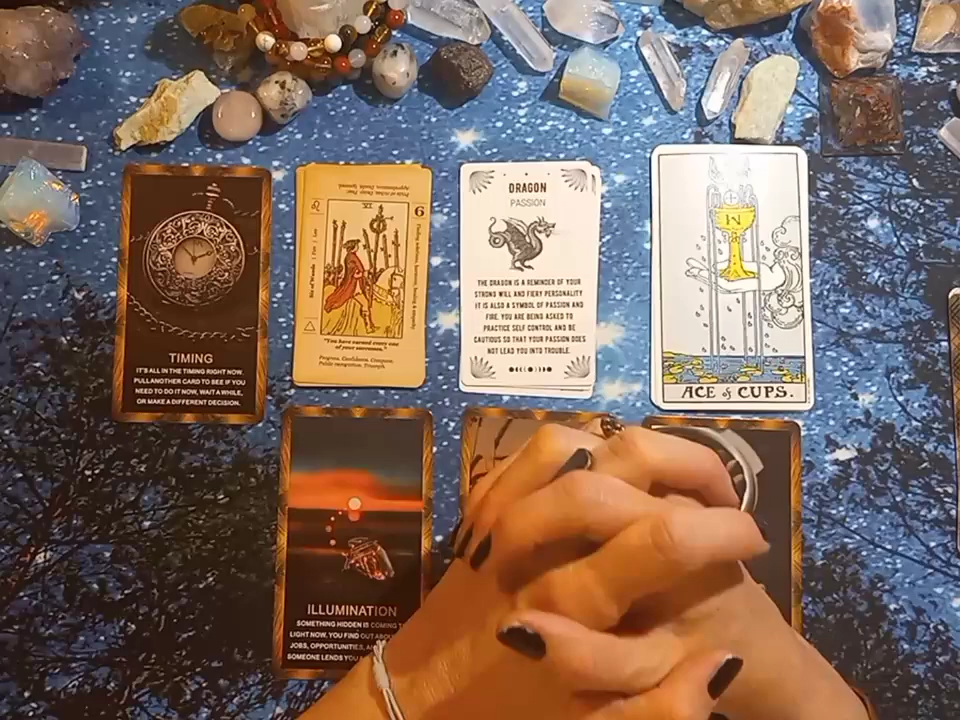 TIMING
IT'S ALL IN THE TIMING RIGHT NOW.
PULLANOTHER CARD TO SEE IF YOU
NEED TO DO IT NOW, WAIT A WHILE,
OR MAKE A DIFFERENT DECISION.
VI
6
Six of Wands
"You have earned every one
of your successes."
Progress, Confidence, Conquest,
Public recognition, Triumph.
DRAGON
PASSION
THE DRAGON IS A REMINDER OF YOUR
STRONG WILL AND FIERY PERSONALITY
IT IS ALSO A SYMBOL OF PASSION AND
FIRE. YOU ARE BEING ASKED TO
PRACTICE SELF CONTROL AND BE
CAUTIOUS SO THAT YOUR PASSION DOES
NOT LEAD YOU INTO TROUBLE.
ACE of CUPS.
ILLUMINATION
SOMETHING HIDDEN IS COMING
LIGHT NOW, YOU FIND OUT
JOBS, OPPORTUNITIES,
SOMEONE LENDS